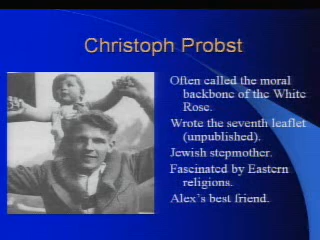 Christoph Probst
Often called the moral
backbone of the White
Rose.
Wrote the seventh leaflet
(unpublished).
Jewish stepmother.
Fascinated by Eastern
religions.
Alex's best friend.